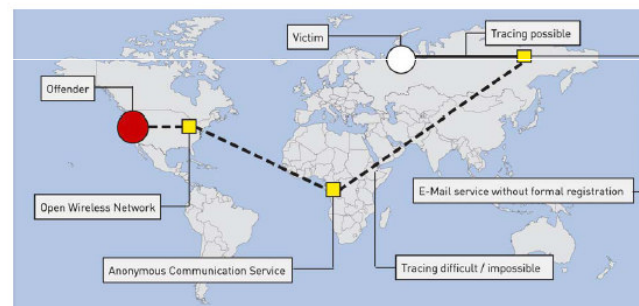 Victim
Tracing possible
Offender
E-Mail service without formal registration
Open Wireless Network
Anonymous Communication Service
Tracing difficult / impossible